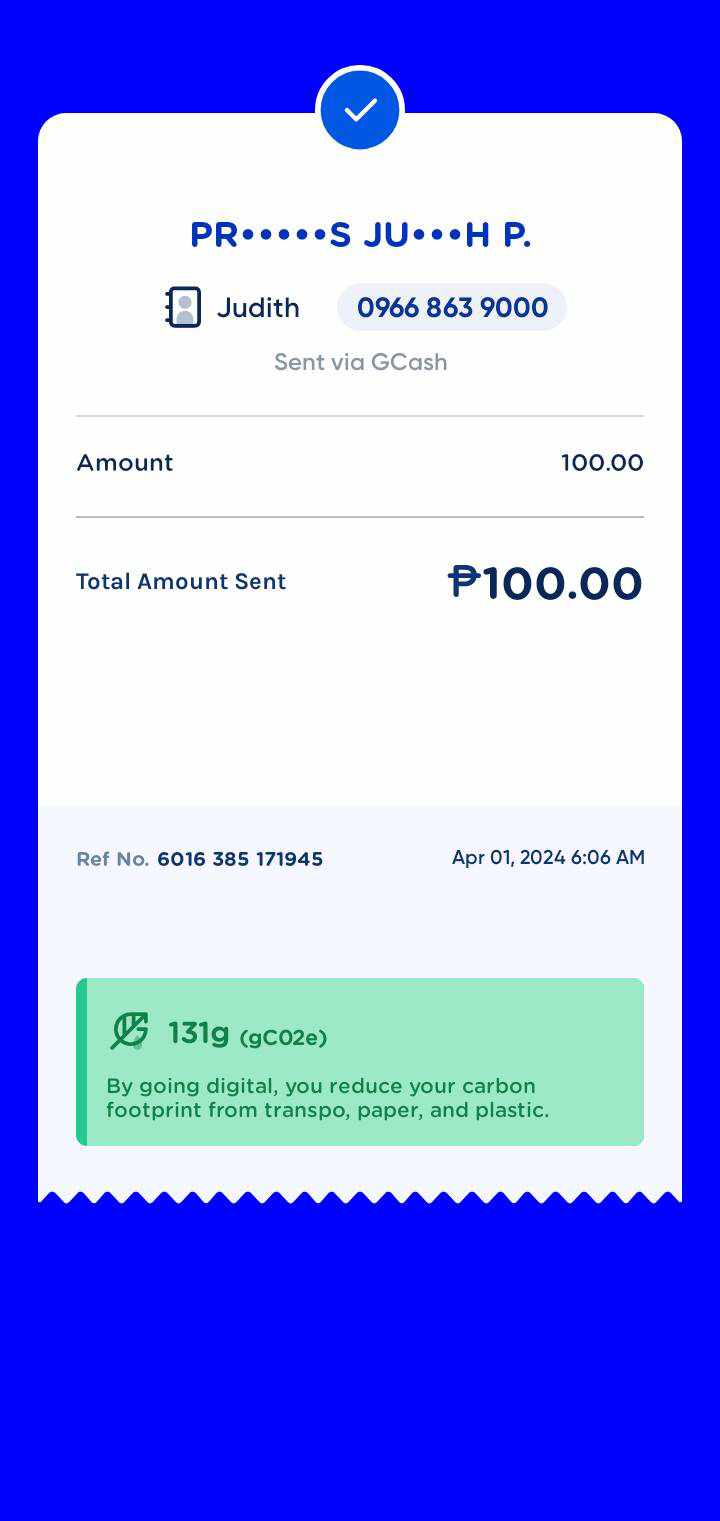 PR•••••S JU•••H P.
Judith 0966 863 9000
Sent via GCash
Amount 100.00
Total Amount Sent ₱100.00
Ref No. 6016 385 171945 Apr 01, 2024 6:06 AM
131g (gC02e)
By going digital, you reduce your carbon
footprint from transpo, paper, and plastic.